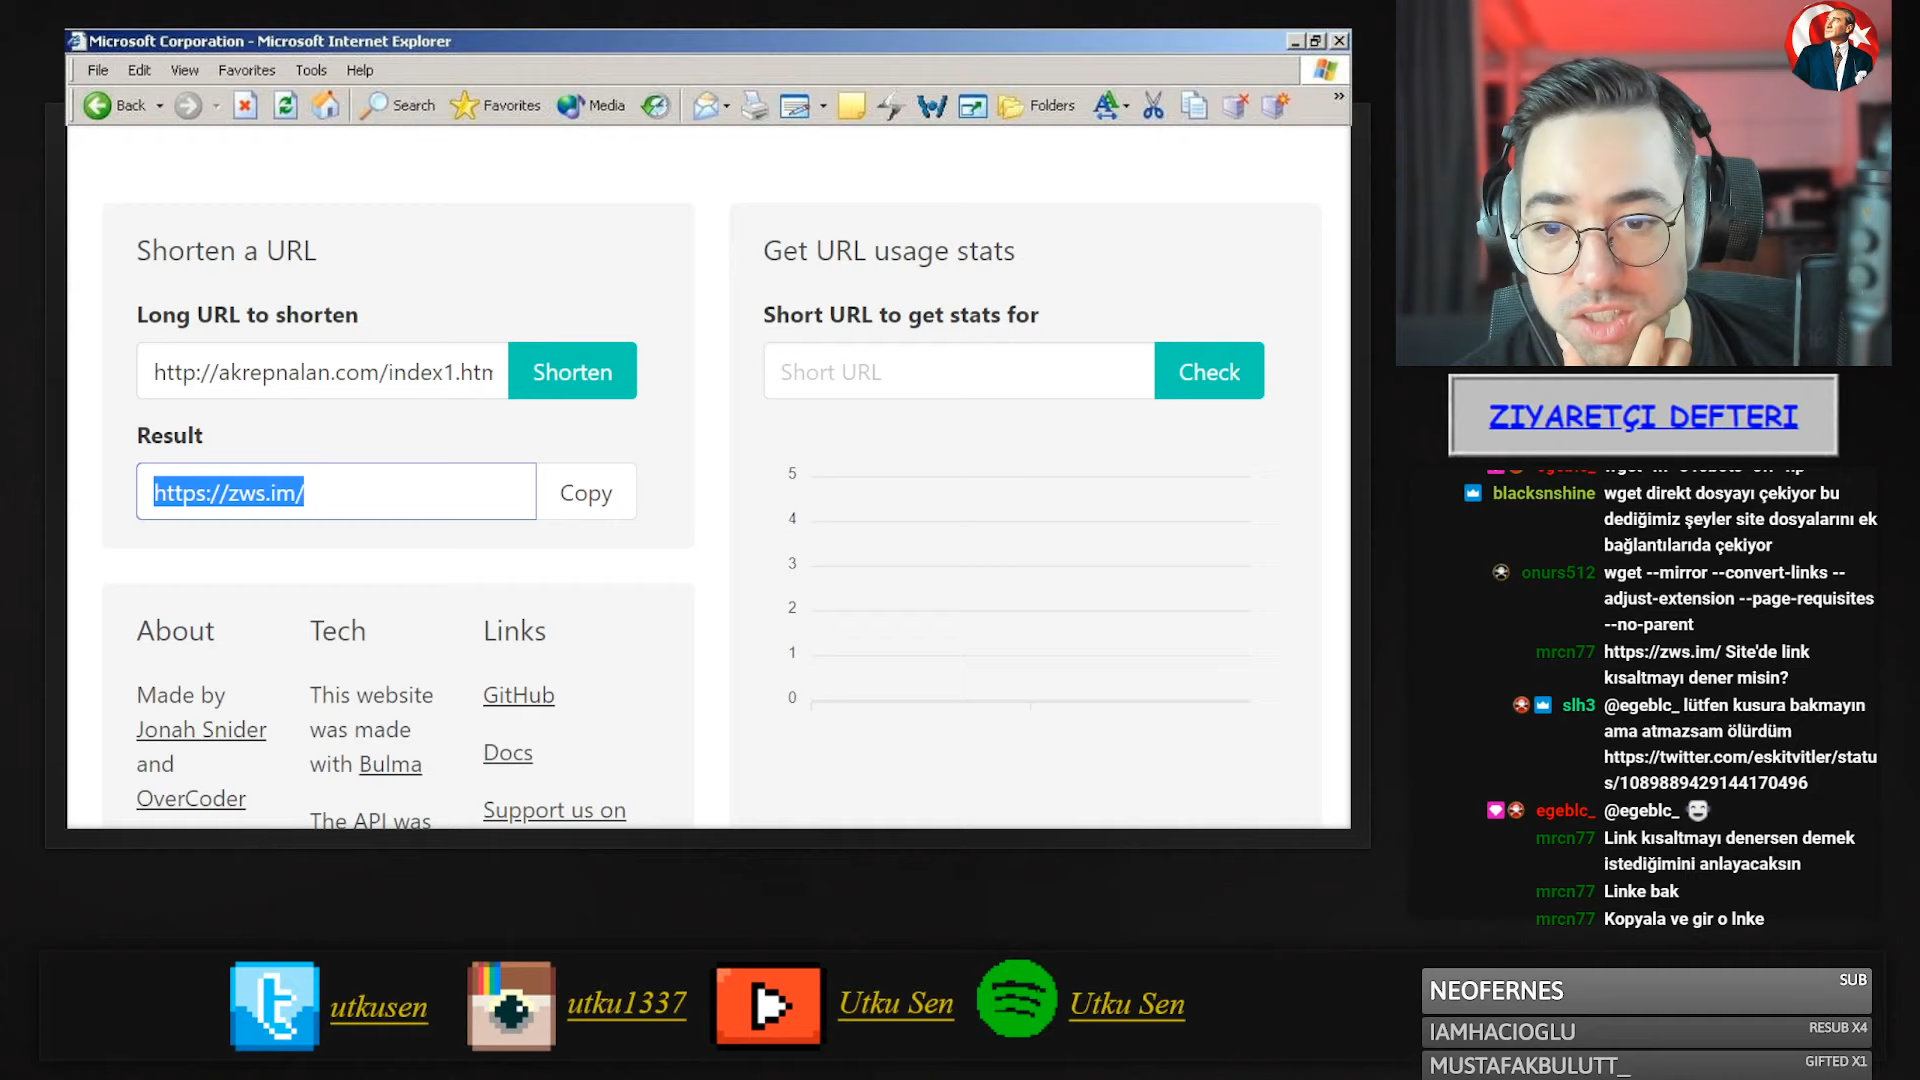 Microsoft Corporation - Microsoft Internet Explorer
File Edit View Favorites Tools Help
Back Search Favorites Media Folders
Shorten a URL
Long URL to shorten
http://akrepnalan.com/index1.htm
Shorten
Result
https://zws.im/
Copy
Get URL usage stats
Short URL to get stats for
Short URL
Check
5
4
3
2
1
0
About
Made by
Jonah Snider
and
OverCoder
Tech
This website
was made
with Bulma
The API was
Links
GitHub
Docs
Support us on
ZIYARETÇI DEFTERI
blacksnshine wget direkt dosyayı çekiyor bu
dediğimiz şeyler site dosyalarını ek
bağlantılarıda çekiyor
onurs512 wget --mirror --convert-links --
adjust-extension --page-requisites
--no-parent
mrcn77 https://zws.im/ Site'de link
kısaltmayı dener misin?
slh3 @egeblc_ lütfen kusura bakmayın
ama atmazsam ölürdüm
https://twitter.com/eskitvitler/statu
s/1089889429144170496
egeblc_ @egeblc_
mrcn77 Link kısaltmayı denersen demek
istediğimini anlayacaksın
mrcn77 Linke bak
mrcn77 Kopyala ve gir o lnke
utkusen
utku1337
Utku Sen
Utku Sen
NEOFERNES SUB
IAMHACIOGLU RESUB X4
MUSTAFAKBULUTT_ GIFTED X1